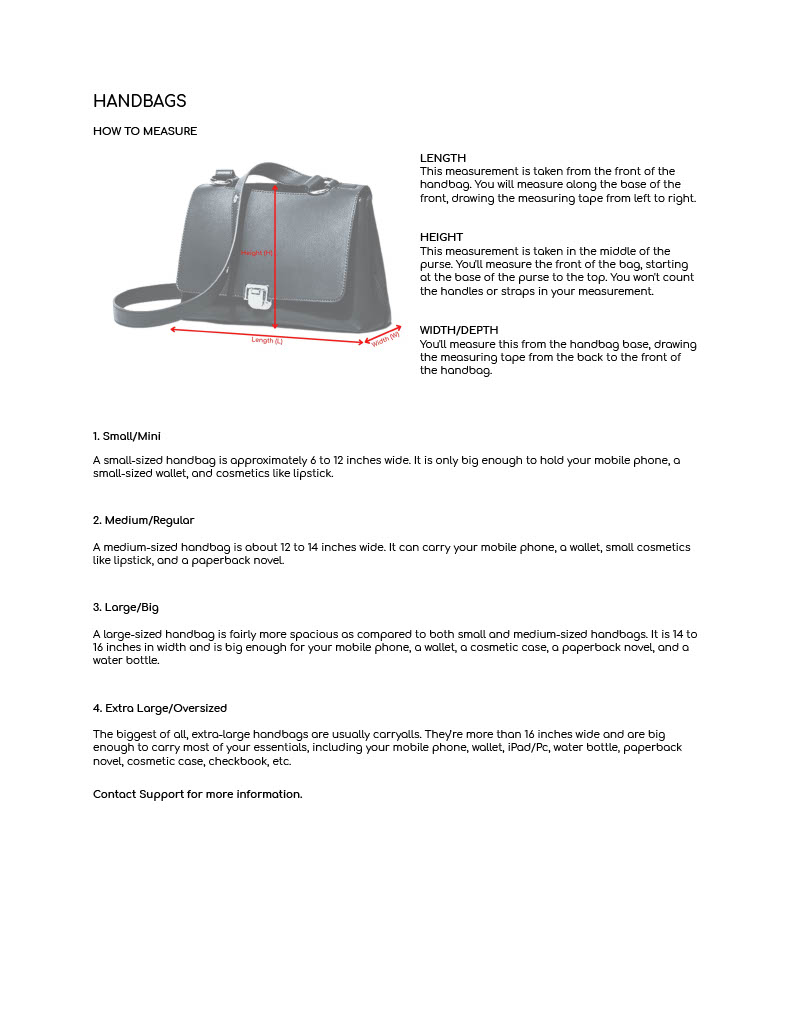 HANDBAGS
HOW TO MEASURE
LENGTH
This measurement is taken from the front of the
handbag. You will measure along the base of the
front, drawing the measuring tape from left to right.
HEIGHT
This measurement is taken in the middle of the
purse. You'll measure the front of the bag, starting
at the base of the purse to the top. You won't count
the handles or straps in your measurement.
WIDTH/DEPTH
You'll measure this from the handbag base, drawing
the measuring tape from the back to the front of
the handbag.
Height (H)
Length (L)
Width (W)
1. Small/Mini
A small-sized handbag is approximately 6 to 12 inches wide. It is only big enough to hold your mobile phone, a
small-sized wallet, and cosmetics like lipstick.
2. Medium/Regular
A medium-sized handbag is about 12 to 14 inches wide. It can carry your mobile phone, a wallet, small cosmetics
like lipstick, and a paperback novel.
3. Large/Big
A large-sized handbag is fairly more spacious as compared to both small and medium-sized handbags. It is 14 to
16 inches in width and is big enough for your mobile phone, a wallet, a cosmetic case, a paperback novel, and a
water bottle.
4. Extra Large/Oversized
The biggest of all, extra-large handbags are usually carryalls. They're more than 16 inches wide and are big
enough to carry most of your essentials, including your mobile phone, wallet, iPad/Pc, water bottle, paperback
novel, cosmetic case, checkbook, etc.
Contact Support for more information.